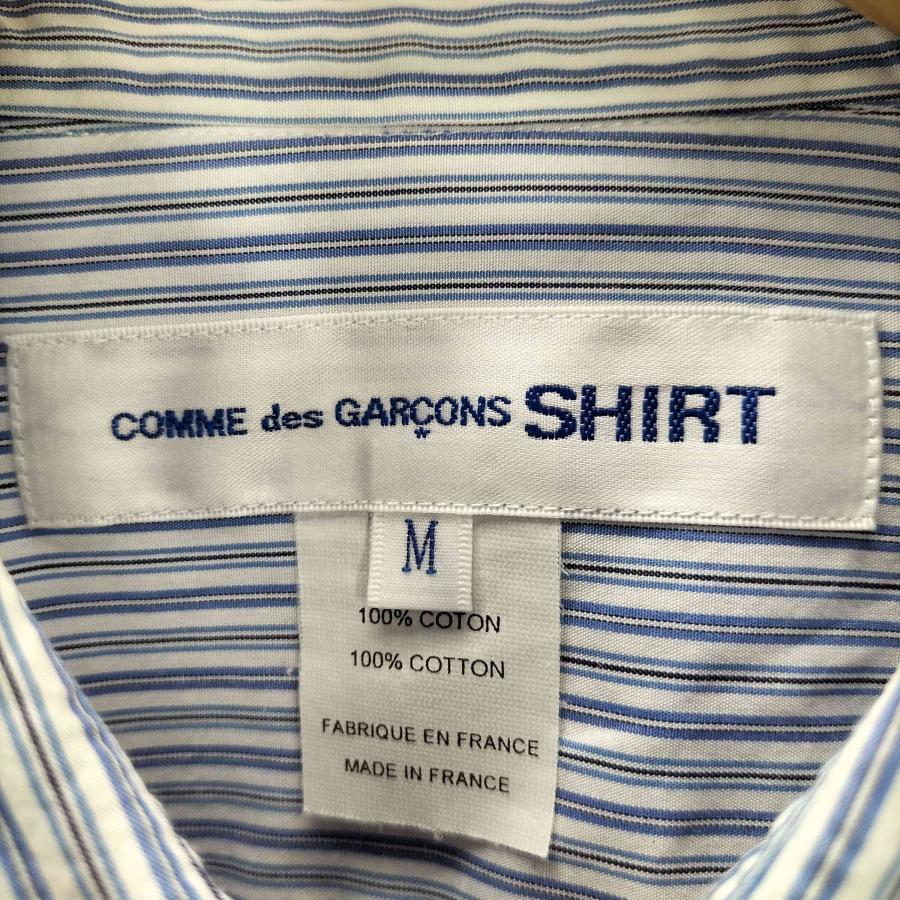 COMME des GARÇONS SHIRT
*
M
100% COTON
100% COTTON
FABRIQUE EN FRANCE
MADE IN FRANCE